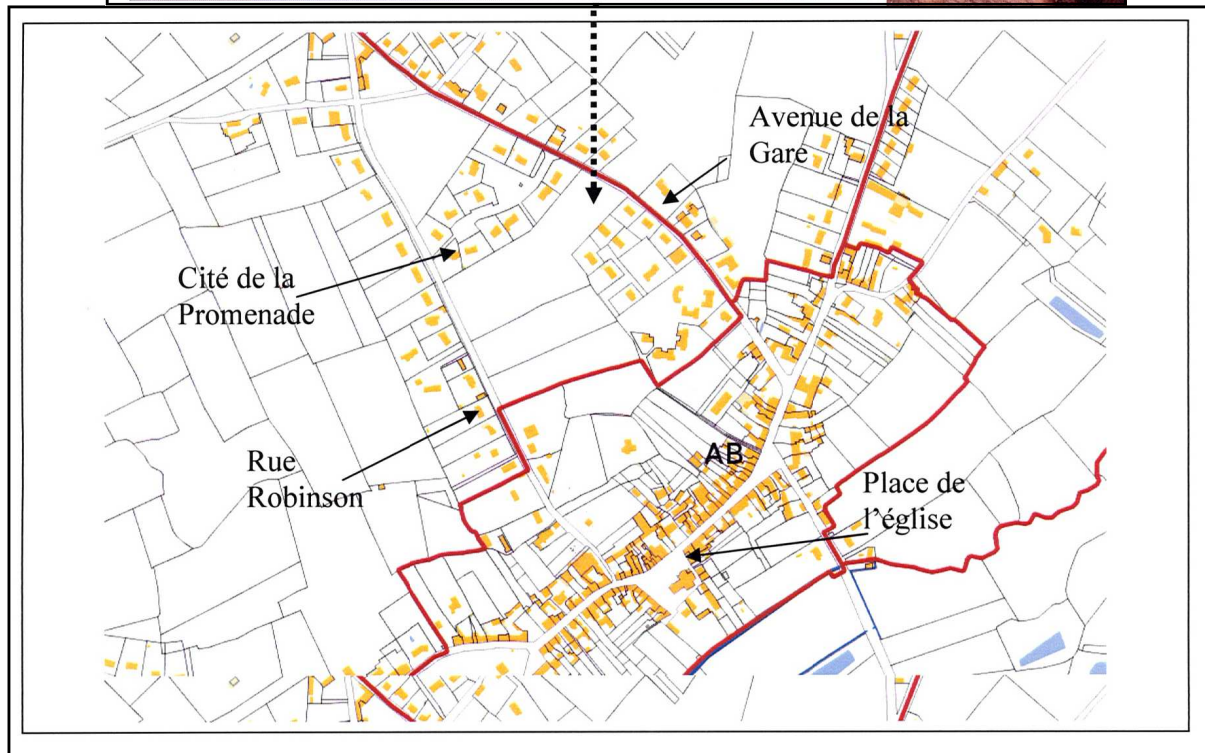 Avenue de la
Gare
Cité de la
Promenade
Rue
Robinson
AB
Place de
l’église